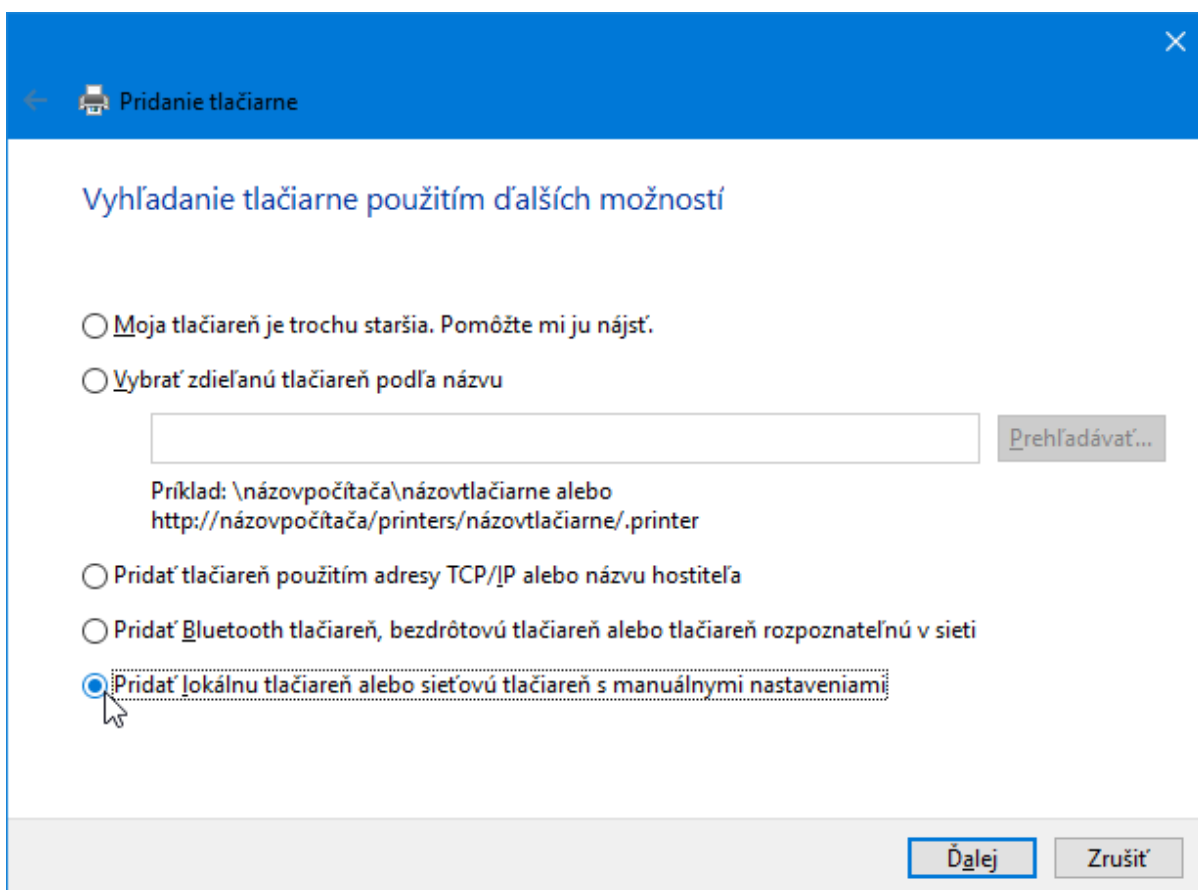 Pridanie tlačiarne
Vyhľadanie tlačiarne použitím ďalších možností
Moja tlačiareň je trochu staršia. Pomôžte mi ju nájsť.
Vybrať zdieľanú tlačiareň podľa názvu
Prehľadávať...
Príklad: \názovpočítača\názovtlačiarne alebo
http://názovpočítača/printers/názovtlačiarne/.printer
Pridať tlačiareň použitím adresy TCP/IP alebo názvu hostiteľa
Pridať Bluetooth tlačiareň, bezdrôtovú tlačiareň alebo tlačiareň rozpoznateľnú v sieti
Pridať lokálnu tlačiareň alebo sieťovú tlačiareň s manuálnymi nastaveniami
Ďalej
Zrušiť